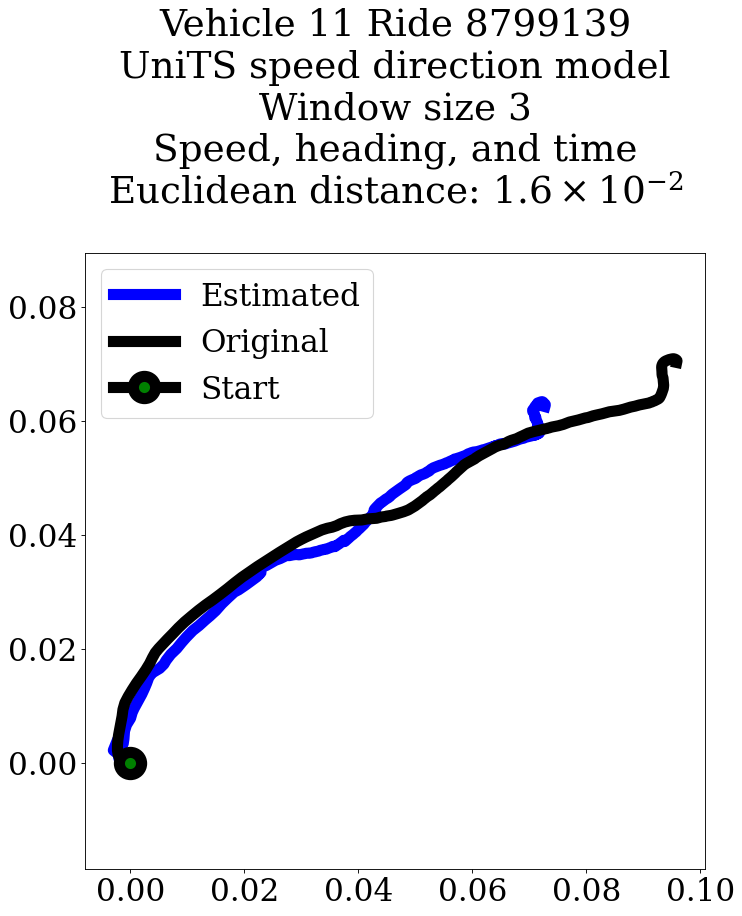 Vehicle 11 Ride 8799139
UniTS speed direction model
Window size 3
Speed, heading, and time
Euclidean distance: $1.6 \times 10^{-2}$
Estimated
Original
Start
0.08
0.06
0.04
0.02
0.00
0.00 0.02 0.04 0.06 0.08 0.10